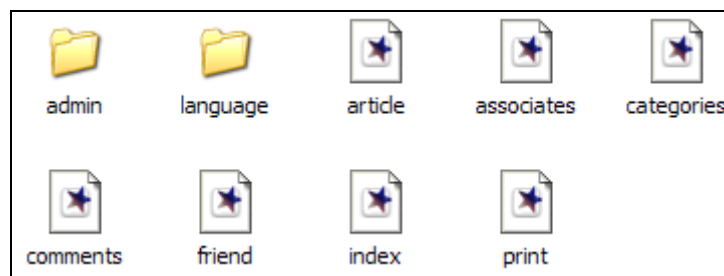 admin language article associates categories
comments friend index print